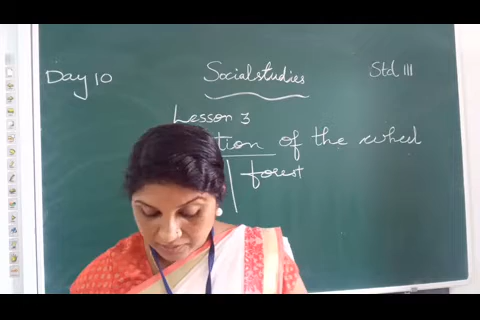 Day 10 Social studies Std. III
Lesson 3
tion of the wheel
forest